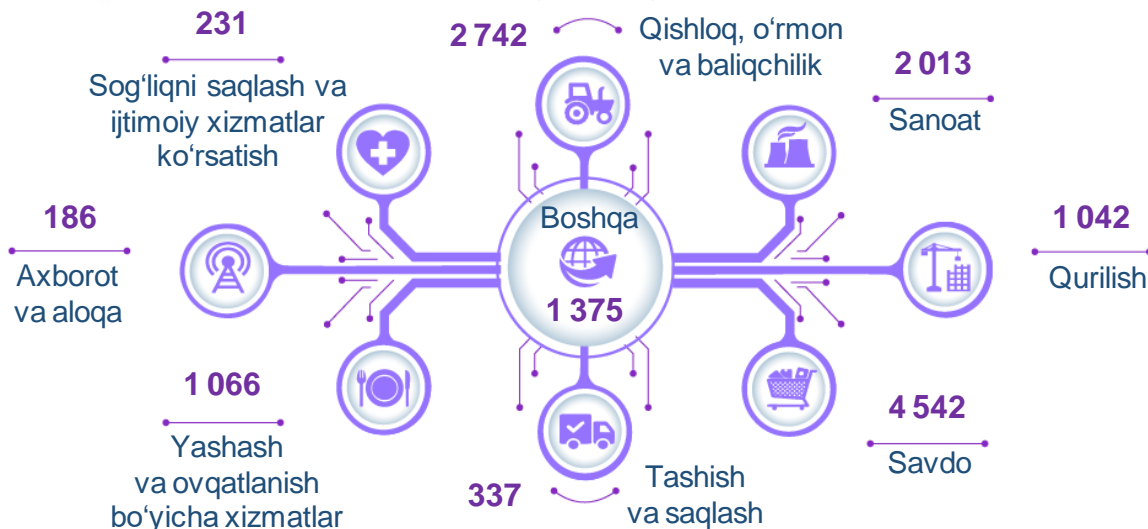 231
Sog‘liqni saqlash va
ijtimoiy xizmatlar
ko‘rsatish
2 742
Qishloq, o‘rmon
va baliqchilik
2 013
Sanoat
186
Axborot
va aloqa
Boshqa
1 375
1 042
Qurilish
1 066
Yashash
va ovqatlanish
bo‘yicha xizmatlar
337
Tashish
va saqlash
4 542
Savdo